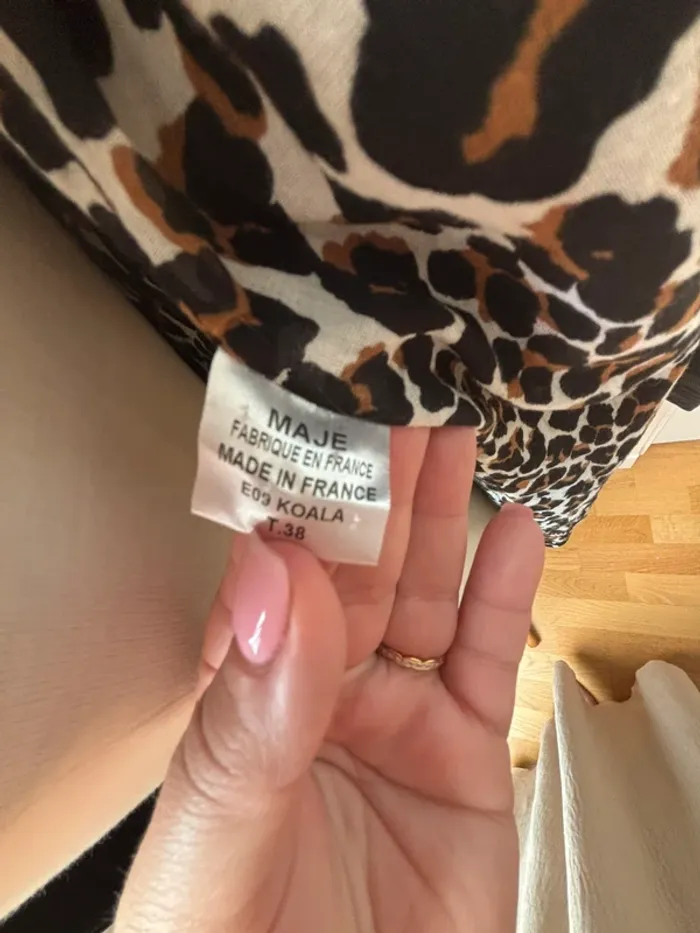 MAJE
FABRIQUE EN FRANCE
MADE IN FRANCE
E09 KOALA
T.38